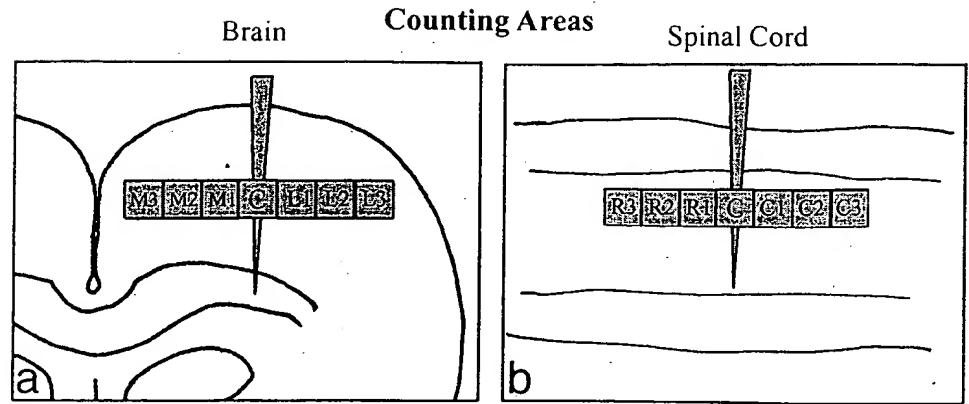 Counting Areas
Brain
Spinal Cord
M3 M2 M1 C L1 L2 L3
R3 R2 R1 C C1 C2 C3
a
b